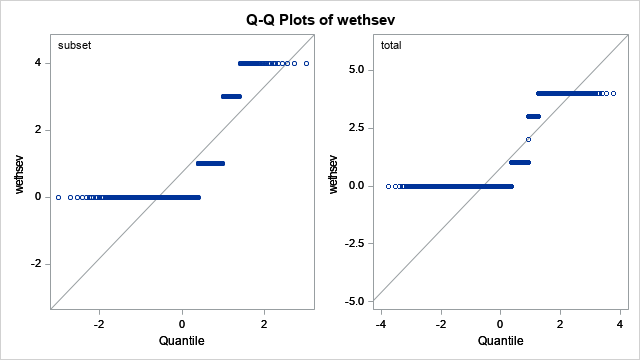 Q-Q Plots of wethsev
subset
total
wethsev
4
2
0
-2
-2
0
2
Quantile
wethsev
5.0
2.5
0.0
-2.5
-5.0
-4
-2
0
2
4
Quantile